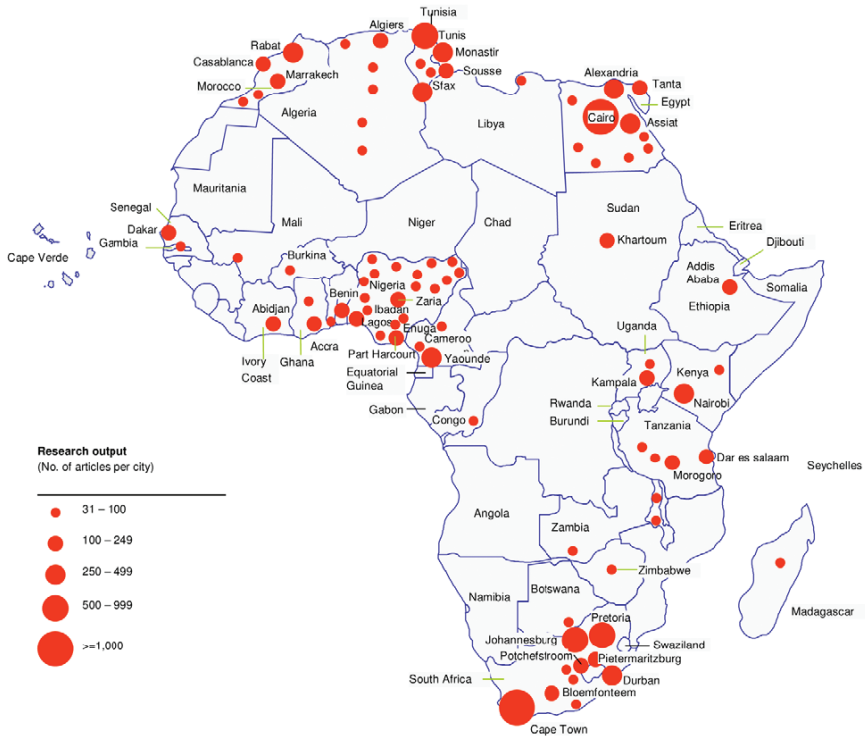 Tunisia
Algiers
Tunis
Rabat
Monastir
Casablanca
Marrakech
Sousse
Alexandria
Tanta
Morocco
Sfax
Egypt
Algeria
Libya
Cairo
Assiat
Mauritania
Senegal
Mali
Niger
Chad
Sudan
Eritrea
Dakar
Gambia
Khartoum
Djibouti
Cape Verde
Burkina
Addis
Ababa
Nigeria
Benin
Zaria
Somalia
Abidjan
Ibadan
Ethiopia
Lagos
Enuga
Uganda
Accra
Cameroo
Ivory
Coast
Ghana
Part Harcourt
Yaounde
Equatorial
Guinea
Kampala
Kenya
Gabon
Congo
Rwanda
Nairobi
Burundi
Tanzania
Research output
(No. of articles per city)
Dar es salaam
Seychelles
Morogoro
31 – 100
Angola
100 – 249
Zambia
250 – 499
Zimbabwe
Namibia
Botswana
500 – 999
Madagascar
Pretoria
>=1,000
Johannesburg
Swaziland
Potchefstroom
Pietermaritzburg
South Africa
Durban
Bloemfonteem
Cape Town